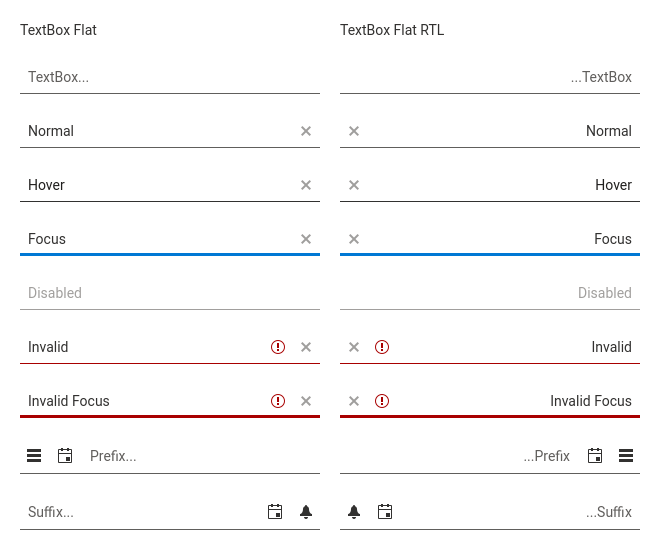 TextBox Flat
TextBox Flat RTL
TextBox...
...TextBox
Normal
Normal
Hover
Hover
Focus
Focus
Disabled
Disabled
Invalid
Invalid
Invalid Focus
Invalid Focus
Prefix...
...Prefix
Suffix...
...Suffix